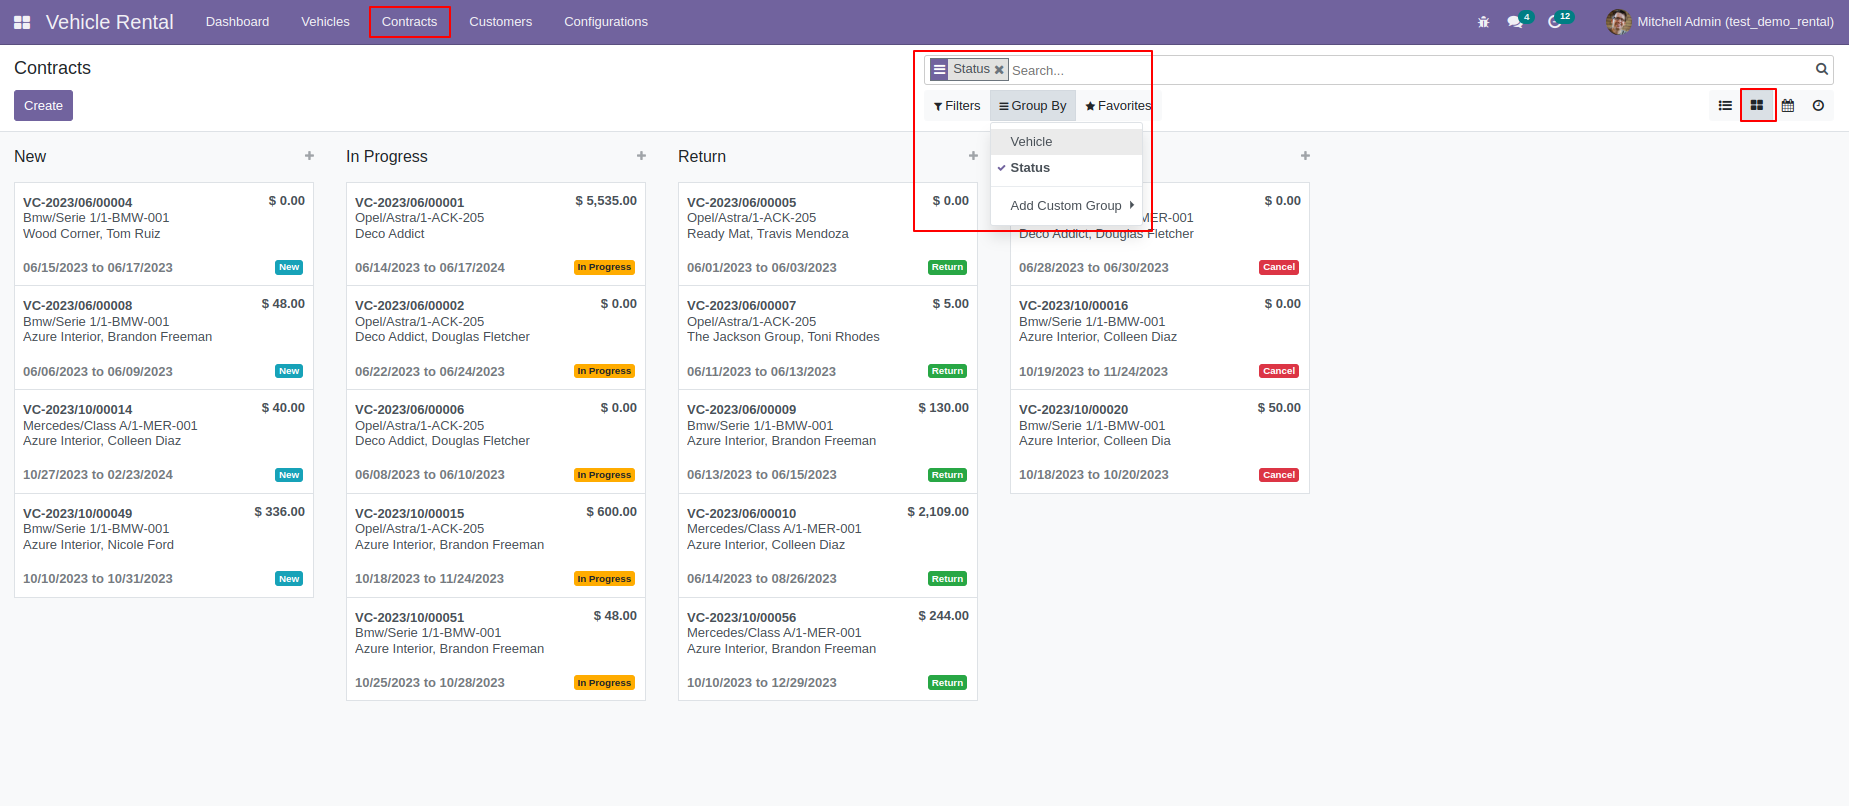 Vehicle Rental
Dashboard
Vehicles
Contracts
Customers
Configurations
4
12
Mitchell Admin (test_demo_rental)
Contracts
Status
Search...
Create
Filters
Group By
Favorites
Vehicle
Status
Add Custom Group
New
VC-2023/06/00004
$ 0.00
Bmw/Serie 1/1-BMW-001
Wood Corner, Tom Ruiz
06/15/2023 to 06/17/2023
New
VC-2023/06/00008
$ 48.00
Bmw/Serie 1/1-BMW-001
Azure Interior, Brandon Freeman
06/06/2023 to 06/09/2023
New
VC-2023/10/00014
$ 40.00
Mercedes/Class A/1-MER-001
Azure Interior, Colleen Diaz
10/27/2023 to 02/23/2024
New
VC-2023/10/00049
$ 336.00
Bmw/Serie 1/1-BMW-001
Azure Interior, Nicole Ford
10/10/2023 to 10/31/2023
New
In Progress
VC-2023/06/00001
$ 5,535.00
Opel/Astra/1-ACK-205
Deco Addict
06/14/2023 to 06/17/2024
In Progress
VC-2023/06/00002
$ 0.00
Opel/Astra/1-ACK-205
Deco Addict, Douglas Fletcher
06/22/2023 to 06/24/2023
In Progress
VC-2023/06/00006
$ 0.00
Opel/Astra/1-ACK-205
Deco Addict, Douglas Fletcher
06/08/2023 to 06/10/2023
In Progress
VC-2023/10/00015
$ 600.00
Opel/Astra/1-ACK-205
Azure Interior, Brandon Freeman
10/18/2023 to 11/24/2023
In Progress
VC-2023/10/00051
$ 48.00
Bmw/Serie 1/1-BMW-001
Azure Interior, Brandon Freeman
10/25/2023 to 10/28/2023
In Progress
Return
VC-2023/06/00005
$ 0.00
Opel/Astra/1-ACK-205
Ready Mat, Travis Mendoza
06/01/2023 to 06/03/2023
Return
VC-2023/06/00007
$ 5.00
Opel/Astra/1-ACK-205
The Jackson Group, Toni Rhodes
06/11/2023 to 06/13/2023
Return
VC-2023/06/00009
$ 130.00
Bmw/Serie 1/1-BMW-001
Azure Interior, Brandon Freeman
06/13/2023 to 06/15/2023
Return
VC-2023/06/00010
$ 2,109.00
Mercedes/Class A/1-MER-001
Azure Interior, Colleen Diaz
06/14/2023 to 08/26/2023
Return
VC-2023/10/00056
$ 244.00
Mercedes/Class A/1-MER-001
Azure Interior, Brandon Freeman
10/10/2023 to 12/29/2023
Return
$ 0.00
MER-001
Deco Addict, Douglas Fletcher
06/28/2023 to 06/30/2023
Cancel
VC-2023/10/00016
$ 0.00
Bmw/Serie 1/1-BMW-001
Azure Interior, Colleen Diaz
10/19/2023 to 11/24/2023
Cancel
VC-2023/10/00020
$ 50.00
Bmw/Serie 1/1-BMW-001
Azure Interior, Colleen Dia
10/18/2023 to 10/20/2023
Cancel